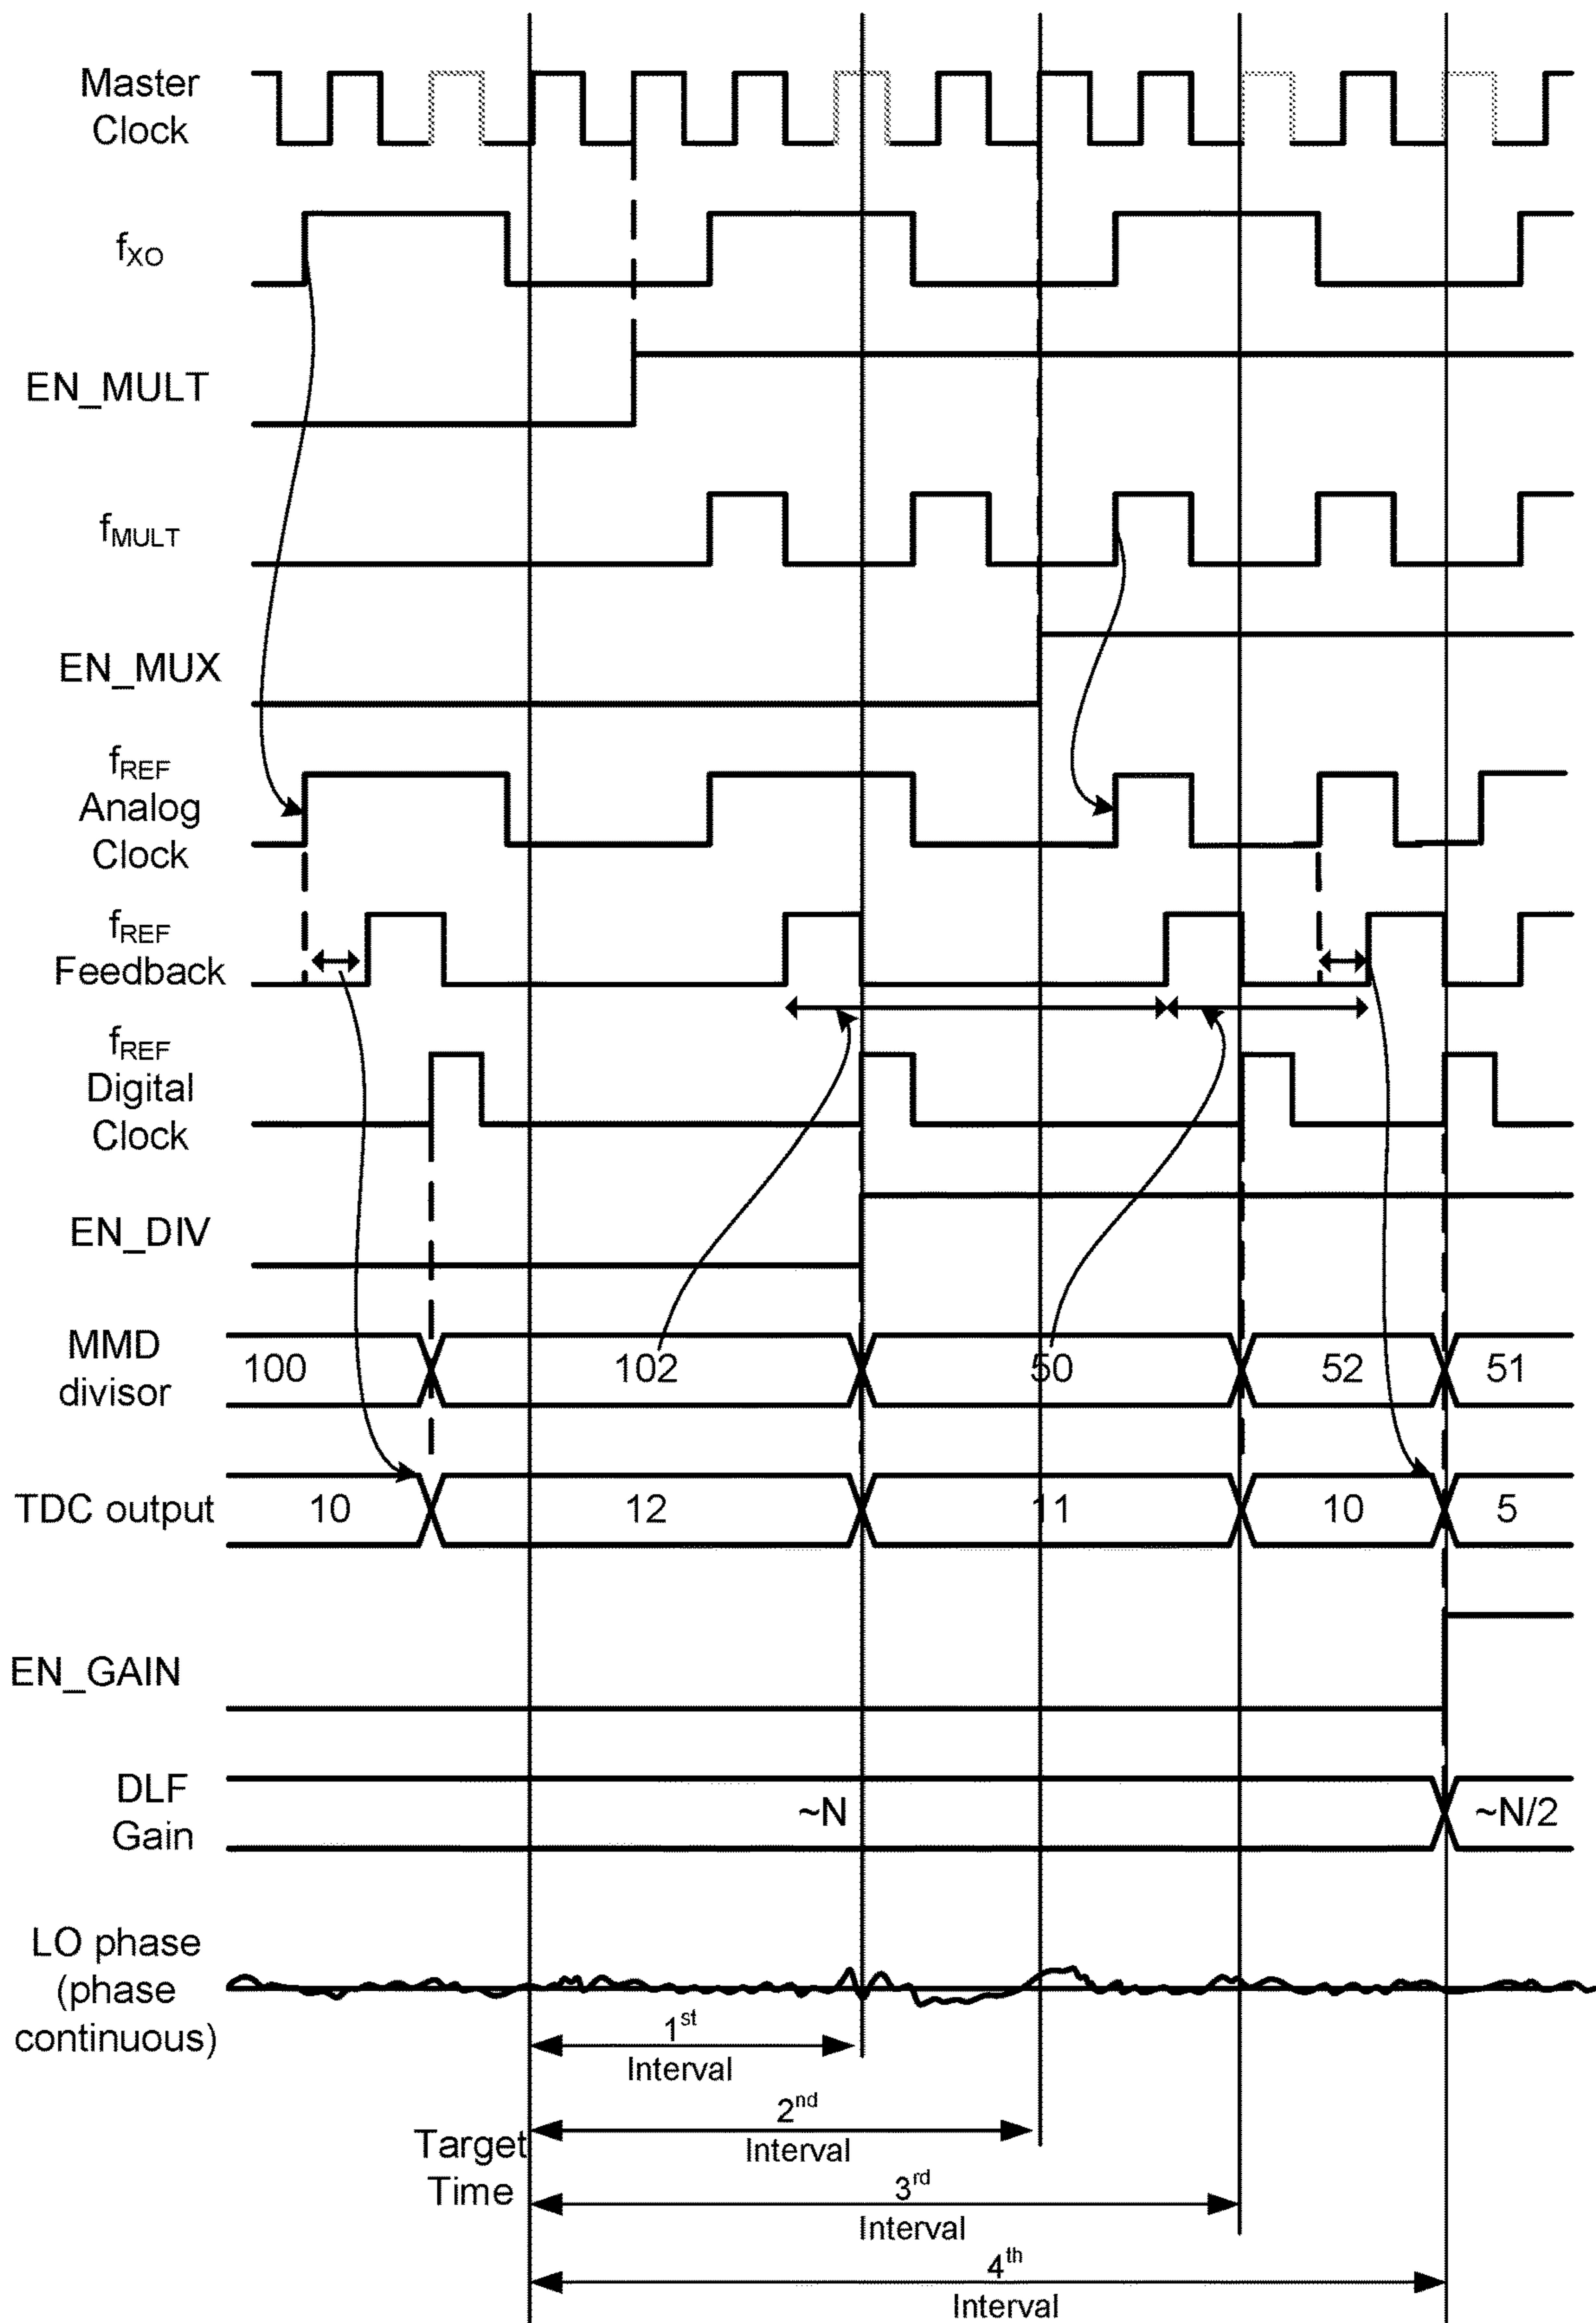 Master
Clock
fXO
EN_MULT
fMULT
EN_MUX
fREF
Analog
Clock
fREF
Feedback
fREF
Digital
Clock
EN_DIV
MMD
divisor
100
102
50
52
51
TDC output
10
12
11
10
5
EN_GAIN
DLF
Gain
~N
~N/2
LO phase
(phase
continuous)
1st
Interval
2nd
Interval
Target
Time
3rd
Interval
4th
Interval